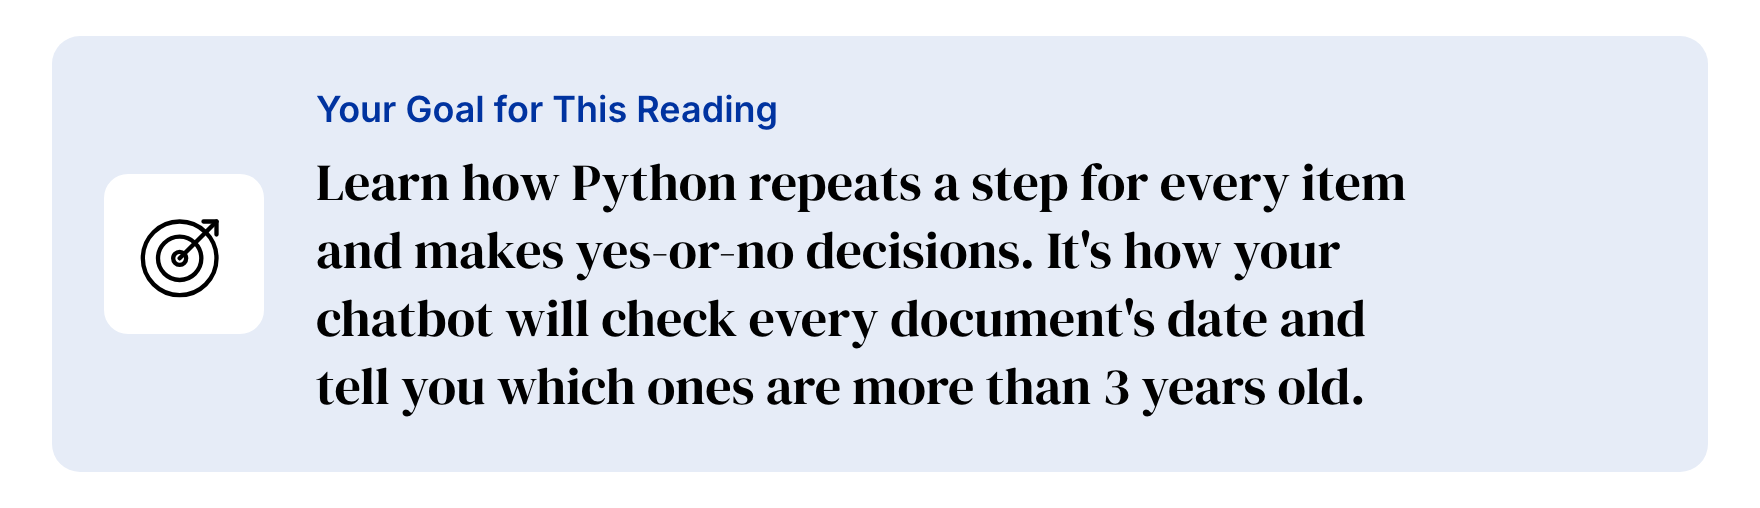 Your Goal for This Reading
Learn how Python repeats a step for every item
and makes yes-or-no decisions. It's how your
chatbot will check every document's date and
tell you which ones are more than 3 years old.